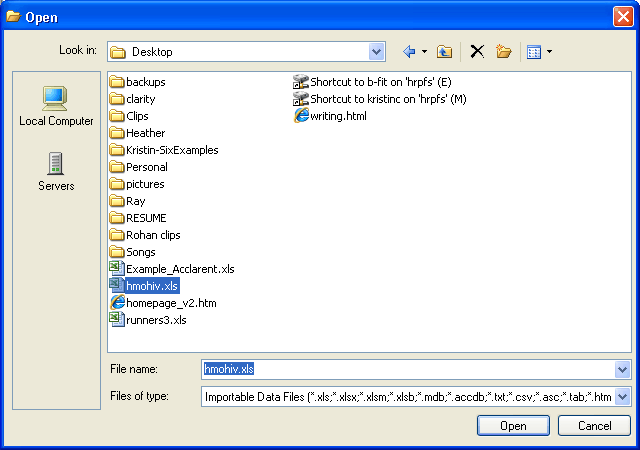 Open
Look in: Desktop
Local Computer
Servers
backups
clarity
Clips
Heather
Kristin-SixExamples
Personal
pictures
Ray
RESUME
Rohan clips
Songs
Example_Acclarent.xls
hmohiv.xls
homepage_v2.htm
runners3.xls
Shortcut to b-fit on 'hrpfs' (E)
Shortcut to kristinc on 'hrpfs' (M)
writing.html
File name: hmohiv.xls
Files of type: Importable Data Files (*.xls;*.xlsx;*.xlsm;*.xlsb;*.mdb;*.accdb;*.txt;*.csv;*.asc;*.tab;*.htm
Open Cancel